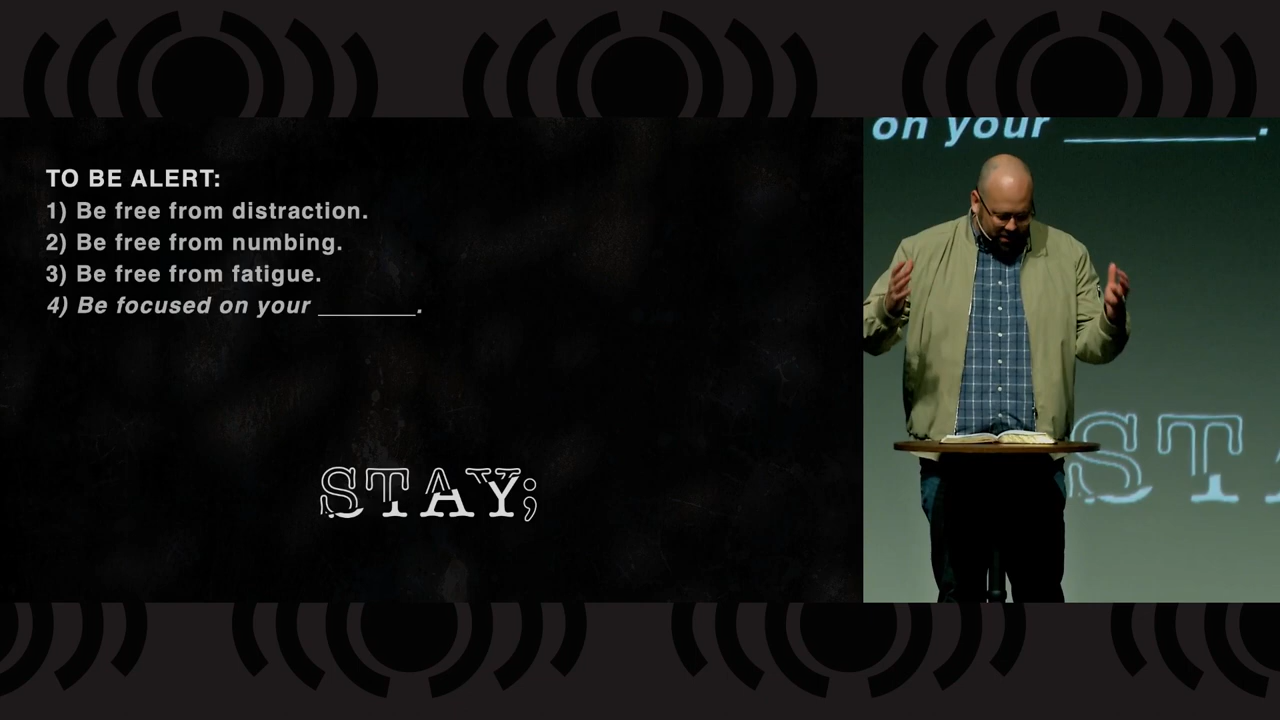 TO BE ALERT:
1) Be free from distraction.
2) Be free from numbing.
3) Be free from fatigue.
4) Be focused on your ________.
STAY;
on your ________.
ST